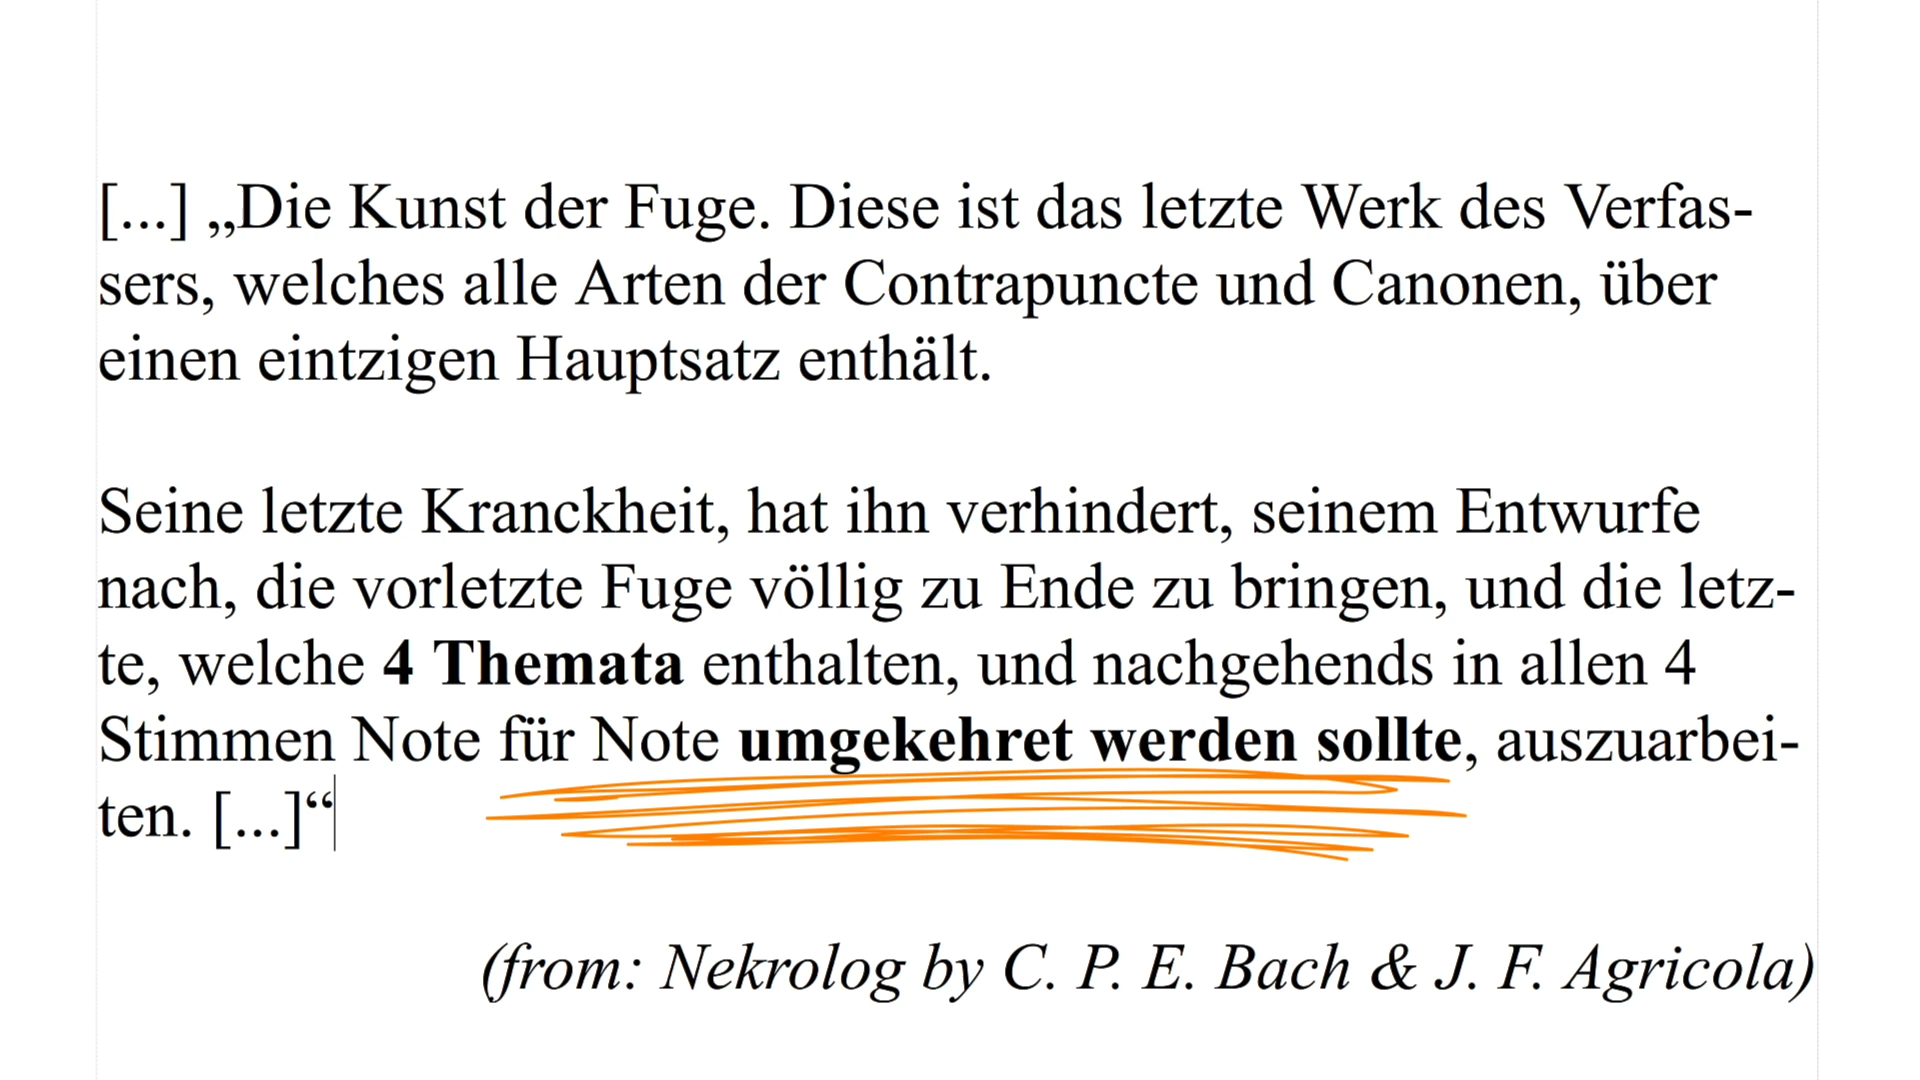 [...] „Die Kunst der Fuge. Diese ist das letzte Werk des Verfas-
sers, welches alle Arten der Contrapuncte und Canonen, über
einen eintzigen Hauptsatz enthält.
Seine letzte Kranckheit, hat ihn verhindert, seinem Entwurfe
nach, die vorletzte Fuge völlig zu Ende zu bringen, und die letz-
te, welche 4 Themata enthalten, und nachgehends in allen 4
Stimmen Note für Note umgekehret werden sollte, auszuarbei-
ten. [...]“
(from: Nekrolog by C. P. E. Bach & J. F. Agricola)